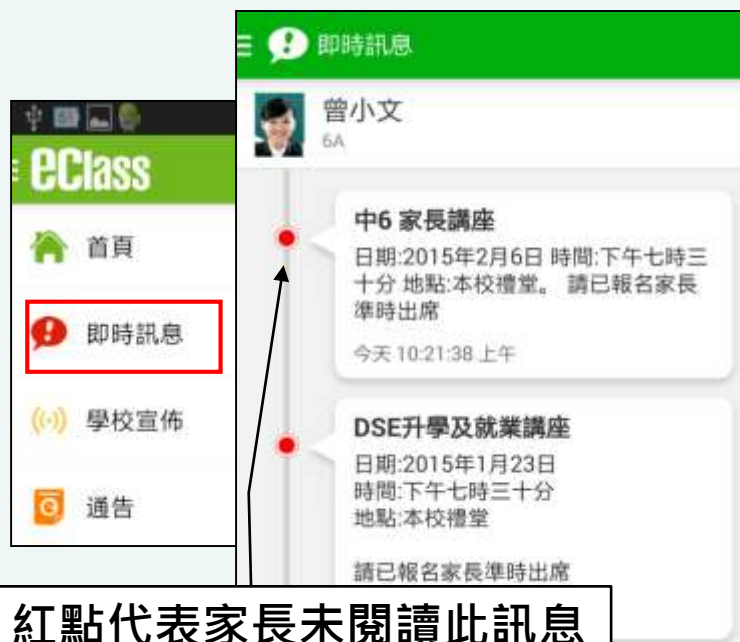 即時訊息
曾小文
6A
eClass
首頁
即時訊息
學校宣佈
通告
中6 家長講座
日期:2015年2月6日 時間:下午七時三
十分 地點:本校禮堂。 請已報名家長
準時出席
今天 10:21:38 上午
DSE升學及就業講座
日期:2015年1月23日
時間:下午七時三十分
地點:本校禮堂
請已報名家長準時出席
紅點代表家長未閱讀此訊息